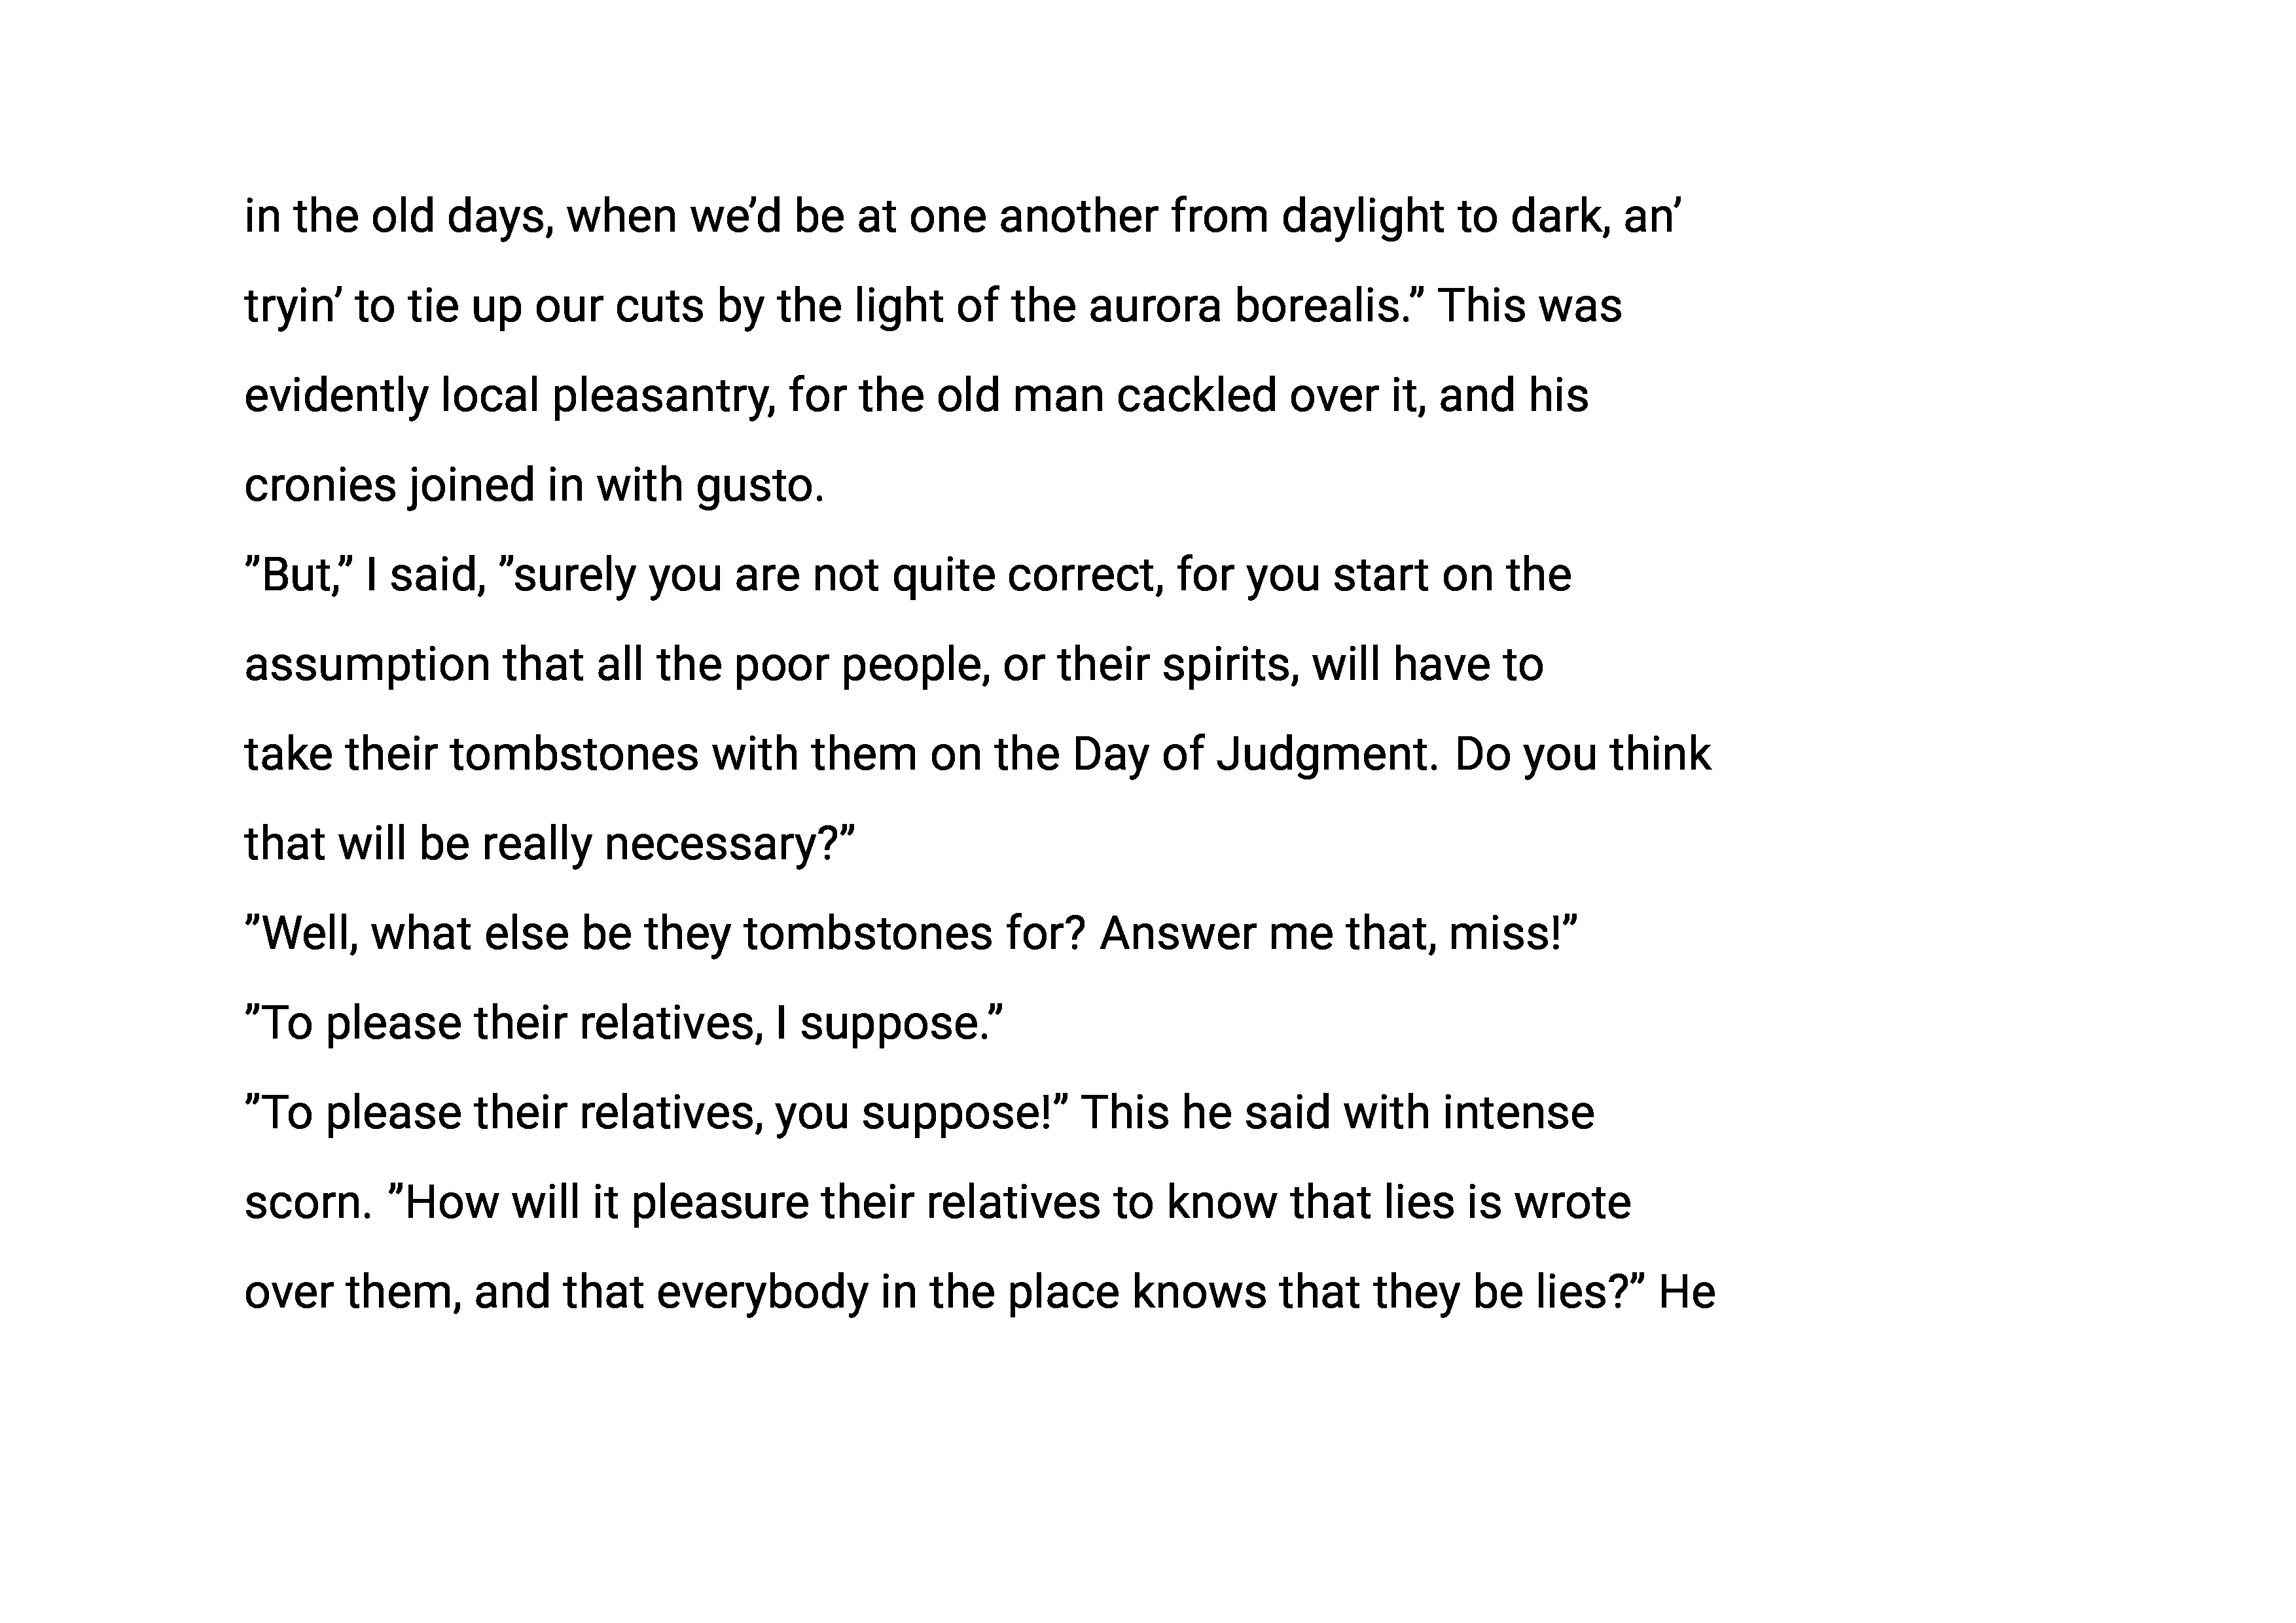 in the old days, when we’d be at one another from daylight to dark, an’
tryin’ to tie up our cuts by the light of the aurora borealis.” This was
evidently local pleasantry, for the old man cackled over it, and his
cronies joined in with gusto.
”But,” I said, ”surely you are not quite correct, for you start on the
assumption that all the poor people, or their spirits, will have to
take their tombstones with them on the Day of Judgment. Do you think
that will be really necessary?”
”Well, what else be they tombstones for? Answer me that, miss!”
”To please their relatives, I suppose.”
”To please their relatives, you suppose!” This he said with intense
scorn. ”How will it pleasure their relatives to know that lies is wrote
over them, and that everybody in the place knows that they be lies?” He